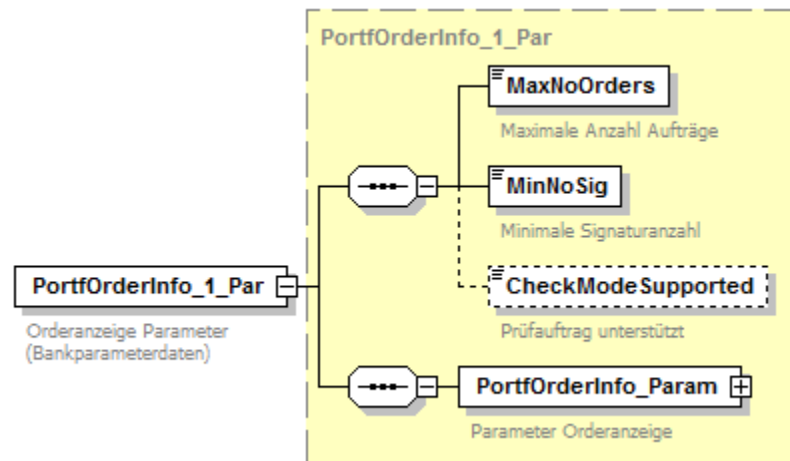 PortfOrderInfo_1_Par
MaxNoOrders
Maximale Anzahl Aufträge
MinNoSig
Minimale Signaturanzahl
PortfOrderInfo_1_Par
CheckModeSupported
Orderanzeige Parameter
(Bankparameterdaten)
Prüfauftrag unterstützt
PortfOrderInfo_Param
Parameter Orderanzeige